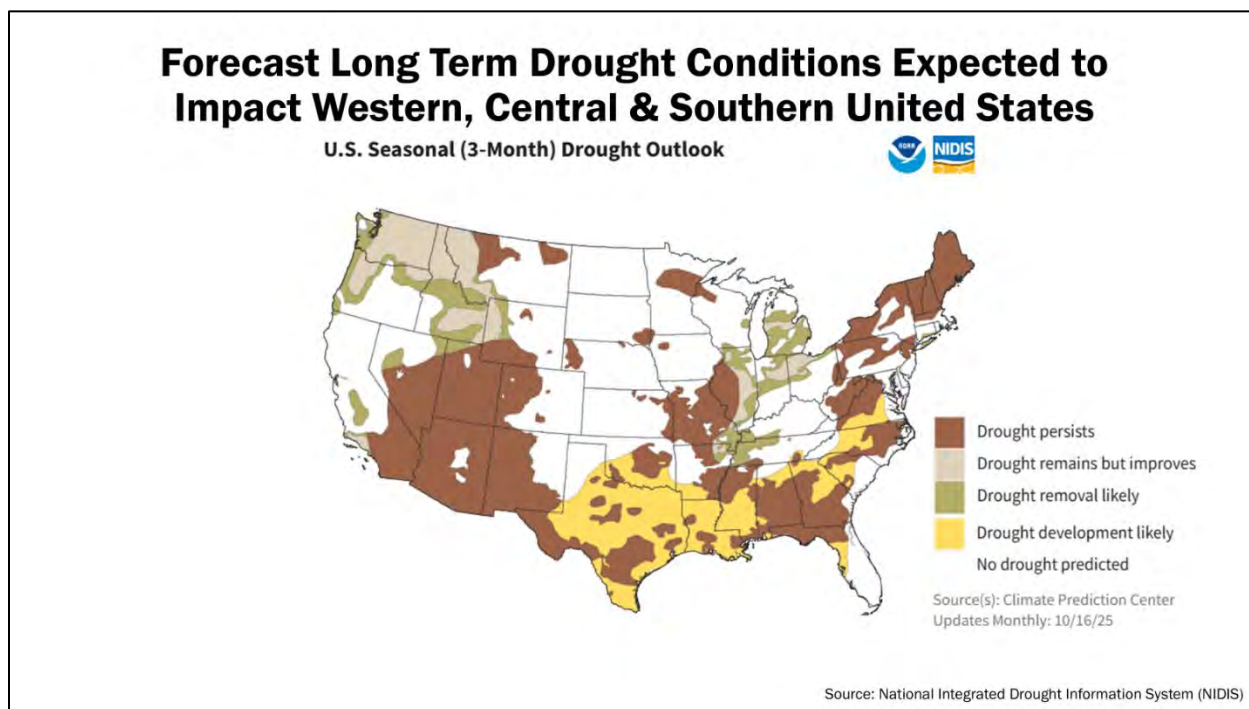 Forecast Long Term Drought Conditions Expected to
Impact Western, Central & Southern United States
U.S. Seasonal (3-Month) Drought Outlook
NOAA
NIDIS
Drought persists
Drought remains but improves
Drought removal likely
Drought development likely
No drought predicted
Source(s): Climate Prediction Center
Updates Monthly: 10/16/25
Source: National Integrated Drought Information System (NIDIS)